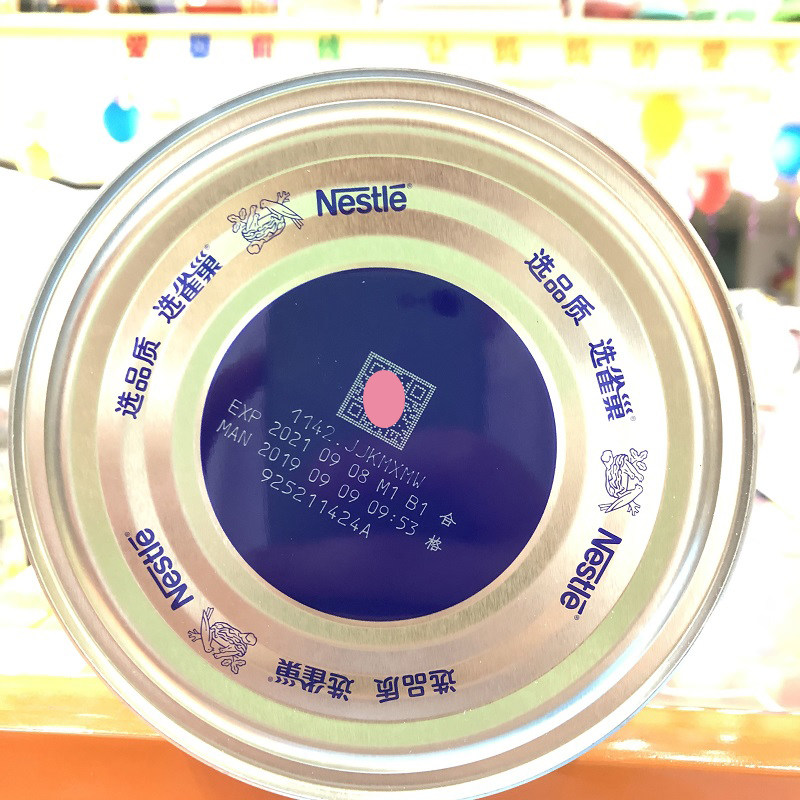 Nestlé
选品质 选雀巢
Nestlé
选品质 选雀巢
Nestlé
选品质 选雀巢
1142.JJKMXMW
EXP 2021 09 08 M1 B1 合
MAN 2019 09 09 09:53 格
925211424A